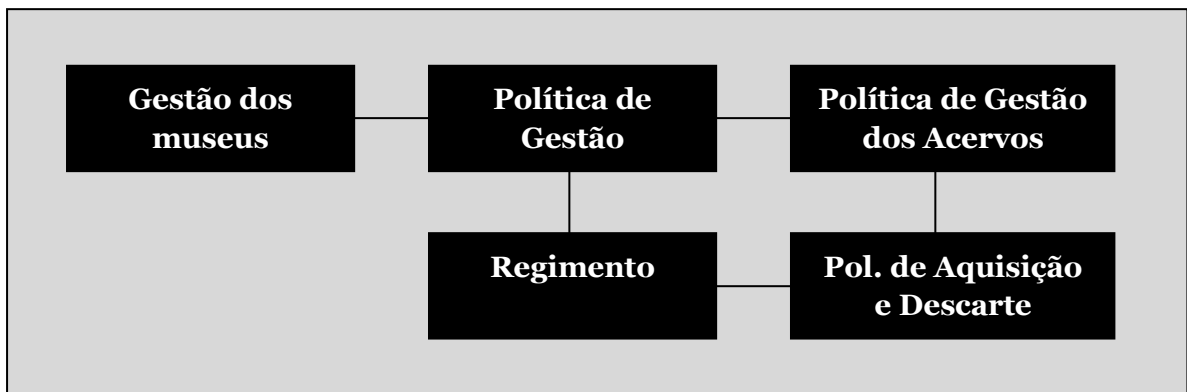 Gestão dos
museus
Política de
Gestão
Política de Gestão
dos Acervos
Regimento
Pol. de Aquisição
e Descarte